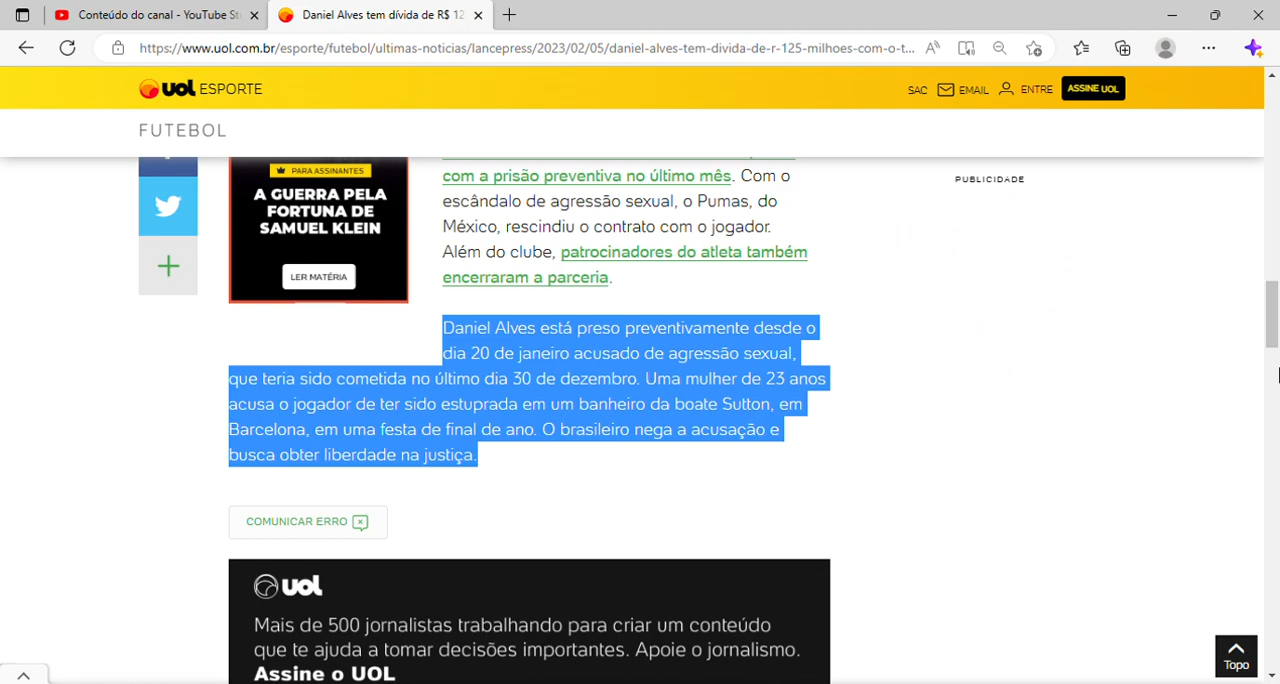 Conteúdo do canal - YouTube St
Daniel Alves tem dívida de R$ 12
https://www.uol.com.br/esporte/futebol/ultimas-noticias/lancepress/2023/02/05/daniel-alves-tem-divida-de-r-125-milhoes-com-o-t...
UOL ESPORTE
SAC EMAIL ENTRE ASSINE UOL
FUTEBOL
PARA ASSINANTES
A GUERRA PELA
FORTUNA DE
SAMUEL KLEIN
LER MATÉRIA
com a prisão preventiva no último mês. Com o
escândalo de agressão sexual, o Pumas, do
México, rescindiu o contrato com o jogador.
Além do clube, patrocinadores do atleta também
encerraram a parceria.
PUBLICIDADE
Daniel Alves está preso preventivamente desde o
dia 20 de janeiro acusado de agressão sexual,
que teria sido cometida no último dia 30 de dezembro. Uma mulher de 23 anos
acusa o jogador de ter sido estuprada em um banheiro da boate Sutton, em
Barcelona, em uma festa de final de ano. O brasileiro nega a acusação e
busca obter liberdade na justiça.
COMUNICAR ERRO
UOL
Mais de 500 jornalistas trabalhando para criar um conteúdo
que te ajuda a tomar decisões importantes. Apoie o jornalismo.
Assine o UOL
Topo